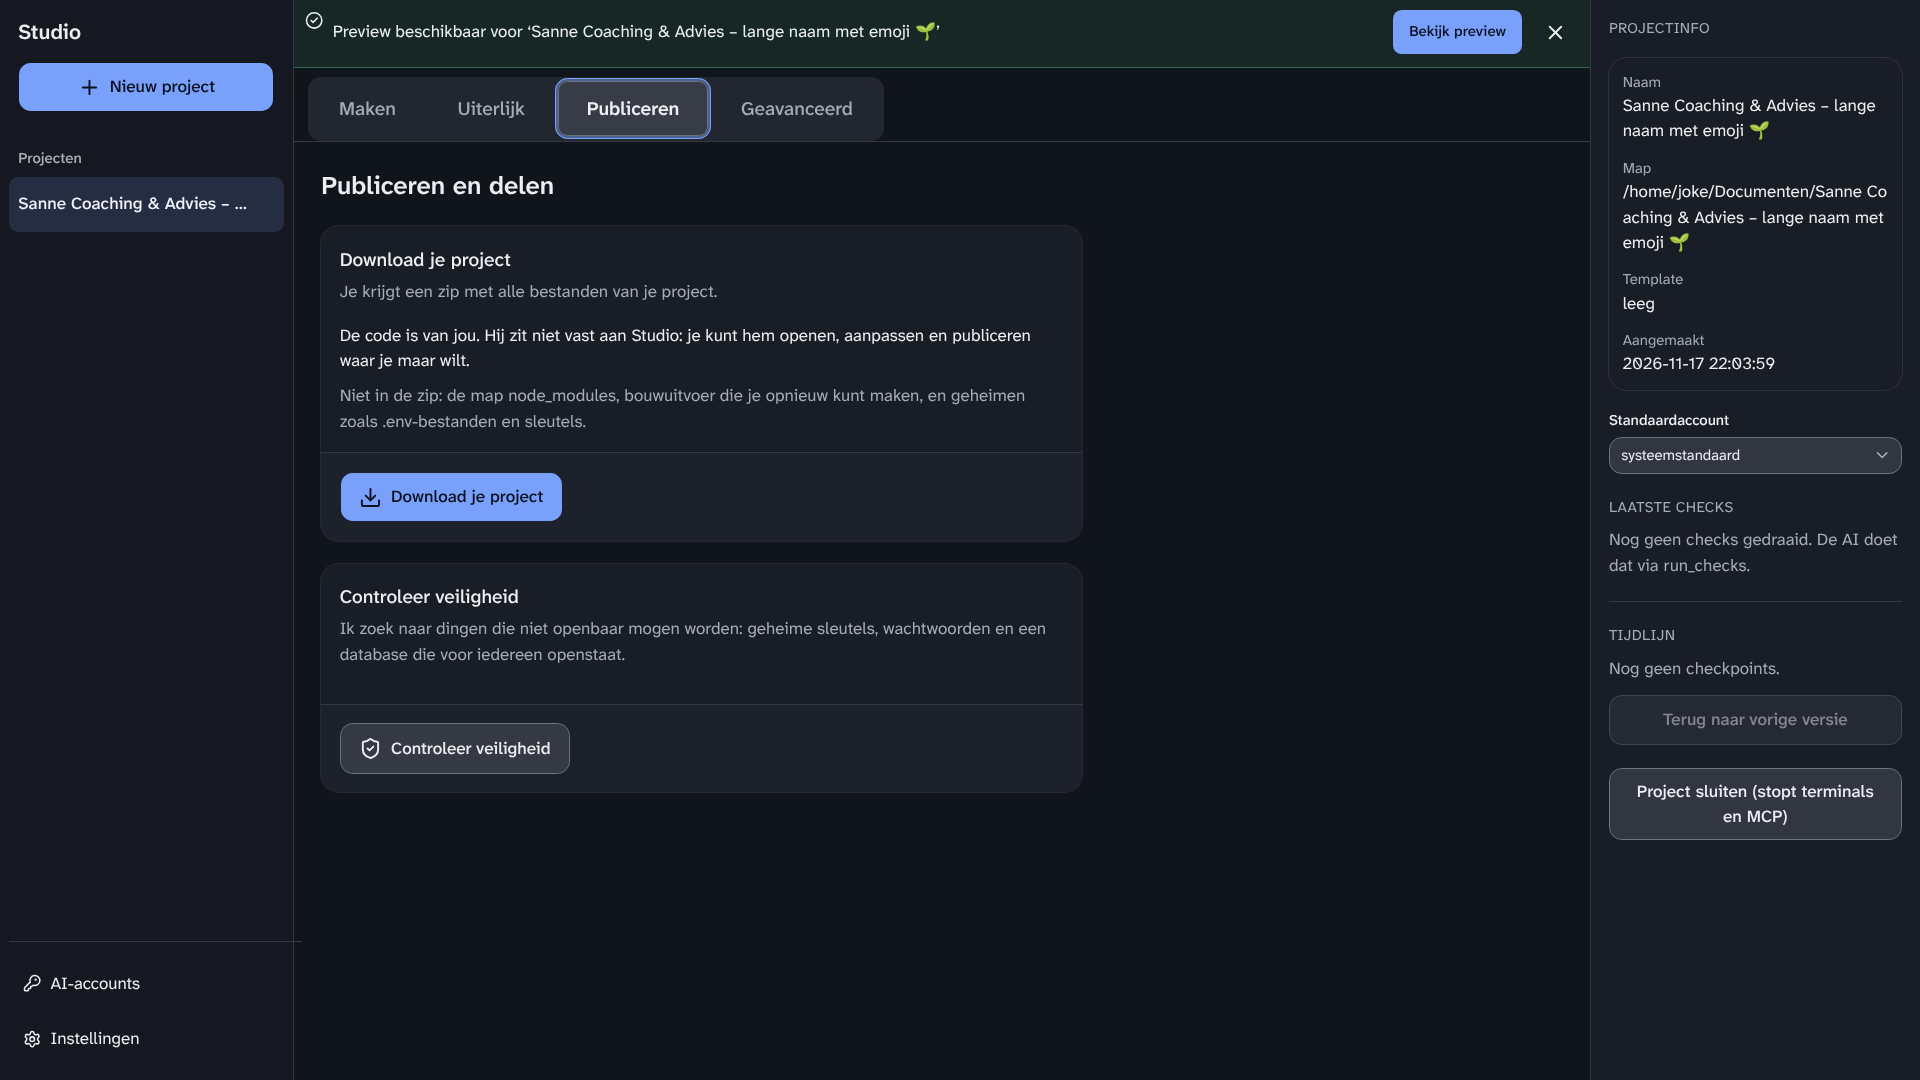 Studio
Nieuw project
Projecten
Sanne Coaching & Advies – ...
AI-accounts
Instellingen
Preview beschikbaar voor ‘Sanne Coaching & Advies – lange naam met emoji 🌱’
Bekijk preview
Maken
Uiterlijk
Publiceren
Geavanceerd
Publiceren en delen
Download je project
Je krijgt een zip met alle bestanden van je project.
De code is van jou. Hij zit niet vast aan Studio: je kunt hem openen, aanpassen en publiceren
waar je maar wilt.
Niet in de zip: de map node_modules, bouwuitvoer die je opnieuw kunt maken, en geheimen
zoals .env-bestanden en sleutels.
Download je project
Controleer veiligheid
Ik zoek naar dingen die niet openbaar mogen worden: geheime sleutels, wachtwoorden en een
database die voor iedereen openstaat.
Controleer veiligheid
PROJECTINFO
Naam
Sanne Coaching & Advies – lange
naam met emoji 🌱
Map
/home/joke/Documenten/Sanne Co
aching & Advies – lange naam met
emoji 🌱
Template
leeg
Aangemaakt
2026-11-17 22:03:59
Standaardaccount
systeemstandaard
LAATSTE CHECKS
Nog geen checks gedraaid. De AI doet
dat via run_checks.
TIJDLIJN
Nog geen checkpoints.
Terug naar vorige versie
Project sluiten (stopt terminals
en MCP)